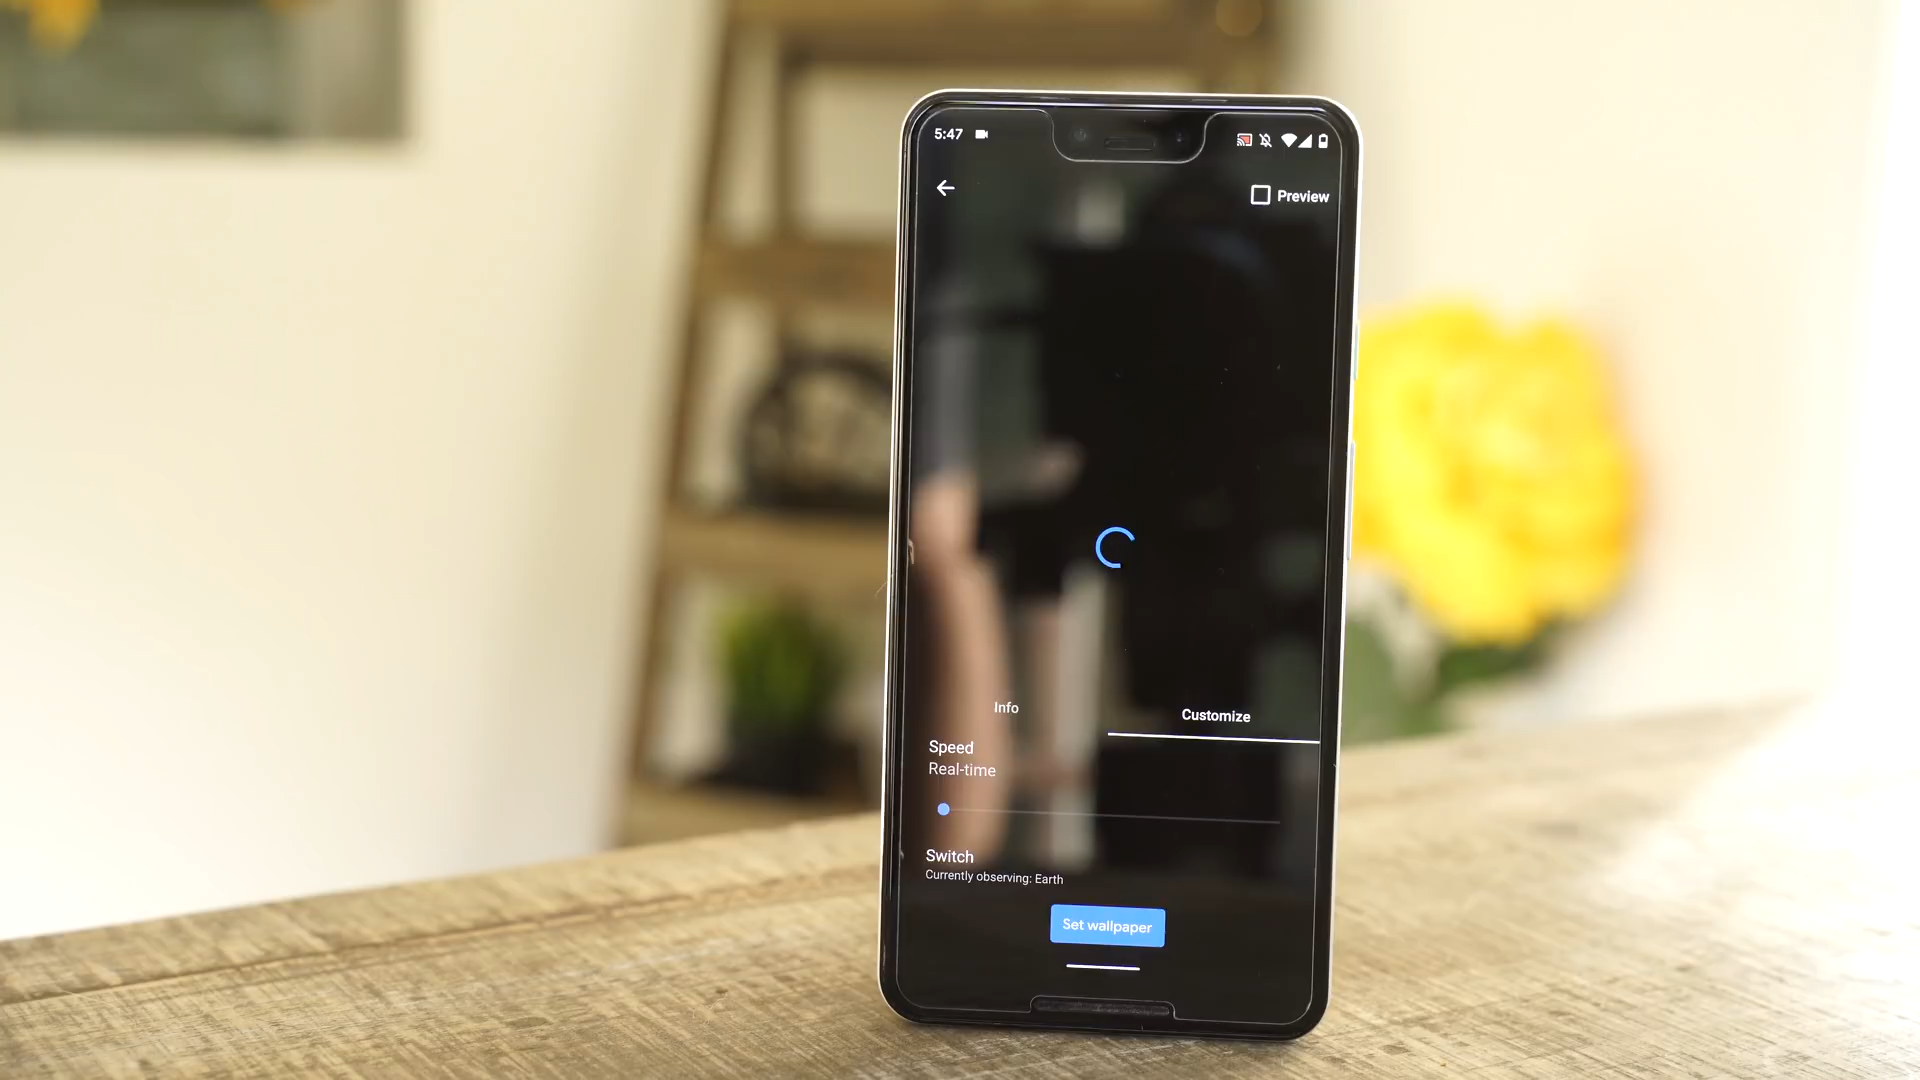 5:47
Preview
Info
Customize
Speed
Real-time
Switch
Currently observing: Earth
Set wallpaper